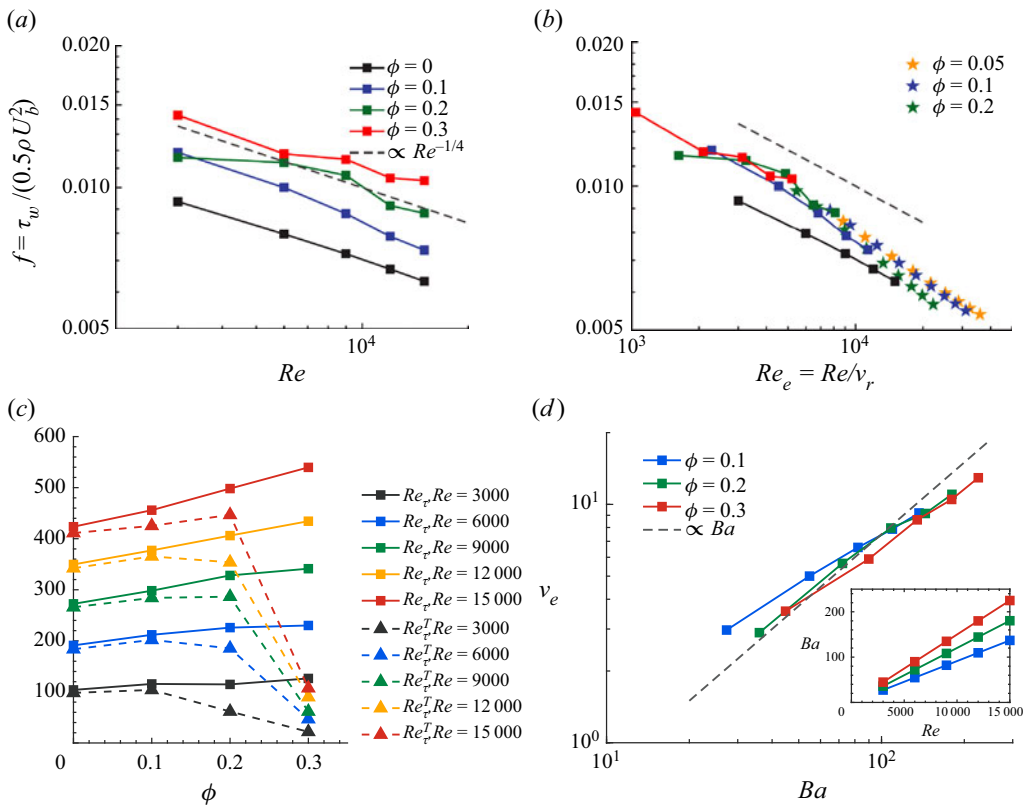 (a)
0.020
0.015
0.010
0.005
f = τw /(0.5ρU_b^2)
ϕ = 0
ϕ = 0.1
ϕ = 0.2
ϕ = 0.3
∝ Re^−1/4
10^4
Re
(b)
0.020
0.015
0.010
0.005
ϕ = 0.05
ϕ = 0.1
ϕ = 0.2
10^3
10^4
Re_e = Re/ν_r
(c)
600
500
400
300
200
100
0
0.1
0.2
0.3
ϕ
Re_τ, Re = 3000
Re_τ, Re = 6000
Re_τ, Re = 9000
Re_τ, Re = 12 000
Re_τ, Re = 15 000
Re_τ^T, Re = 3000
Re_τ^T, Re = 6000
Re_τ^T, Re = 9000
Re_τ^T, Re = 12 000
Re_τ^T, Re = 15 000
(d)
10^1
10^0
ν_e
ϕ = 0.1
ϕ = 0.2
ϕ = 0.3
∝ Ba
200
Ba
100
0
5000
10 000
15 000
Re
10^1
10^2
Ba